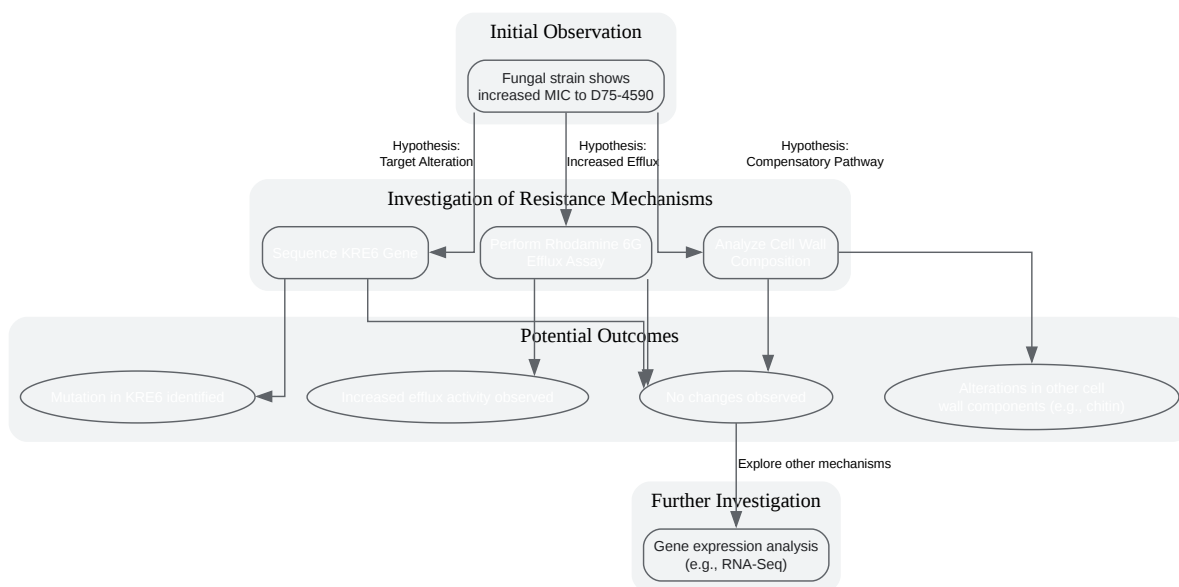 Initial Observation
Fungal strain shows
increased MIC to D75-4590
Hypothesis:
Target Alteration
Hypothesis:
Increased Efflux
Hypothesis:
Compensatory Pathway
Investigation of Resistance Mechanisms
Sequence KRE6 Gene
Perform Rhodamine 6G
Efflux Assay
Analyze Cell Wall
Composition
Potential Outcomes
Mutation in KRE6 identified
Increased efflux activity observed
No changes observed
Alterations in other cell
wall components (e.g., chitin)
Explore other mechanisms
Further Investigation
Gene expression analysis
(e.g., RNA-Seq)